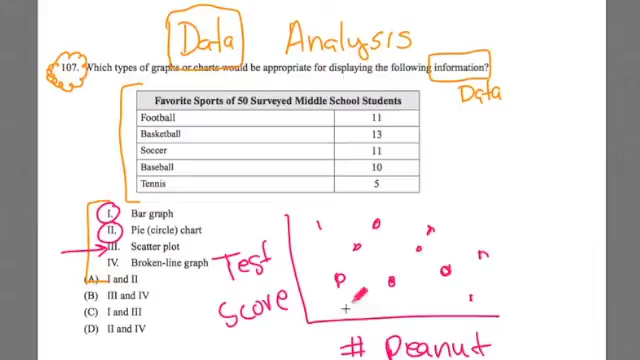 Data Analysis
107. Which types of graphs or charts would be appropriate for displaying the following information?
Data
Favorite Sports of 50 Surveyed Middle School Students
Football 11
Basketball 13
Soccer 11
Baseball 10
Tennis 5
I. Bar graph
II. Pie (circle) chart
III. Scatter plot
IV. Broken-line graph
(A) I and II
(B) III and IV
(C) I and III
(D) II and IV
Test
Score
# Peanut